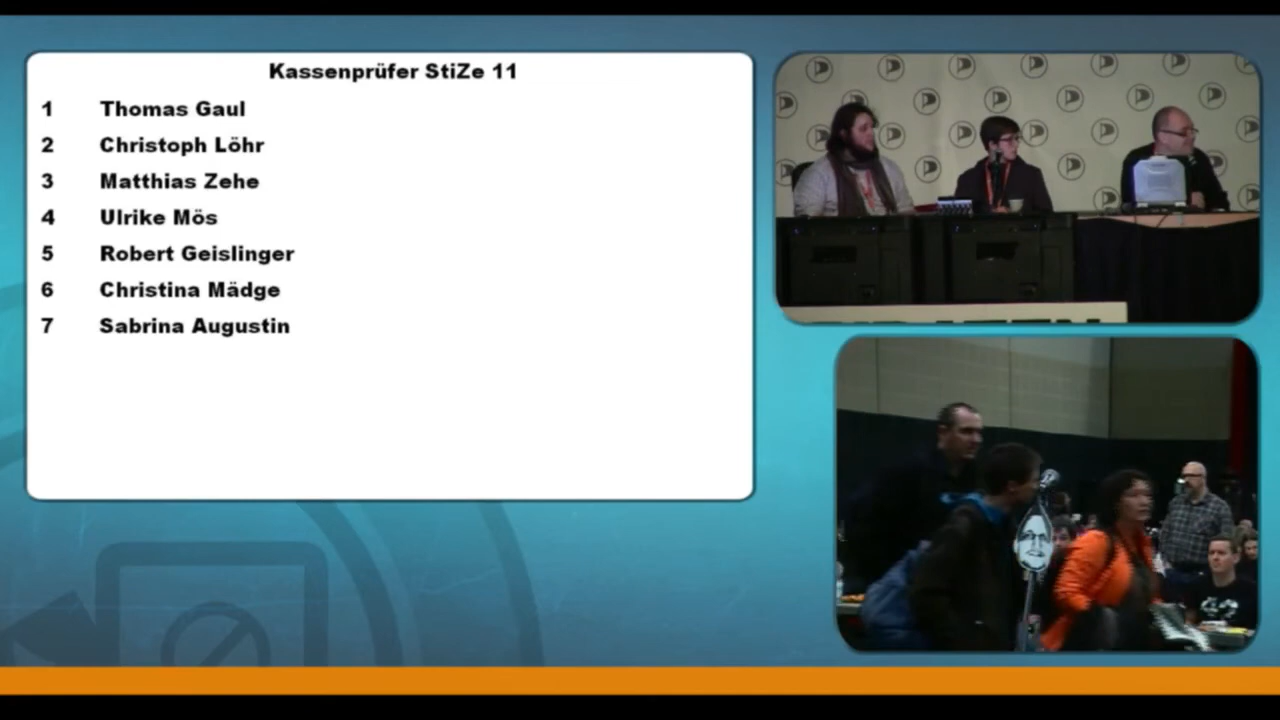 Kassenprüfer StiZe 11
1 Thomas Gaul
2 Christoph Löhr
3 Matthias Zehe
4 Ulrike Mös
5 Robert Geislinger
6 Christina Mädge
7 Sabrina Augustin